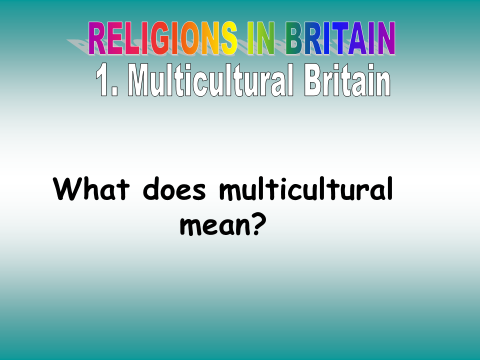 RELIGIONS IN BRITAIN
1. Multicultural Britain
What does multicultural
mean?